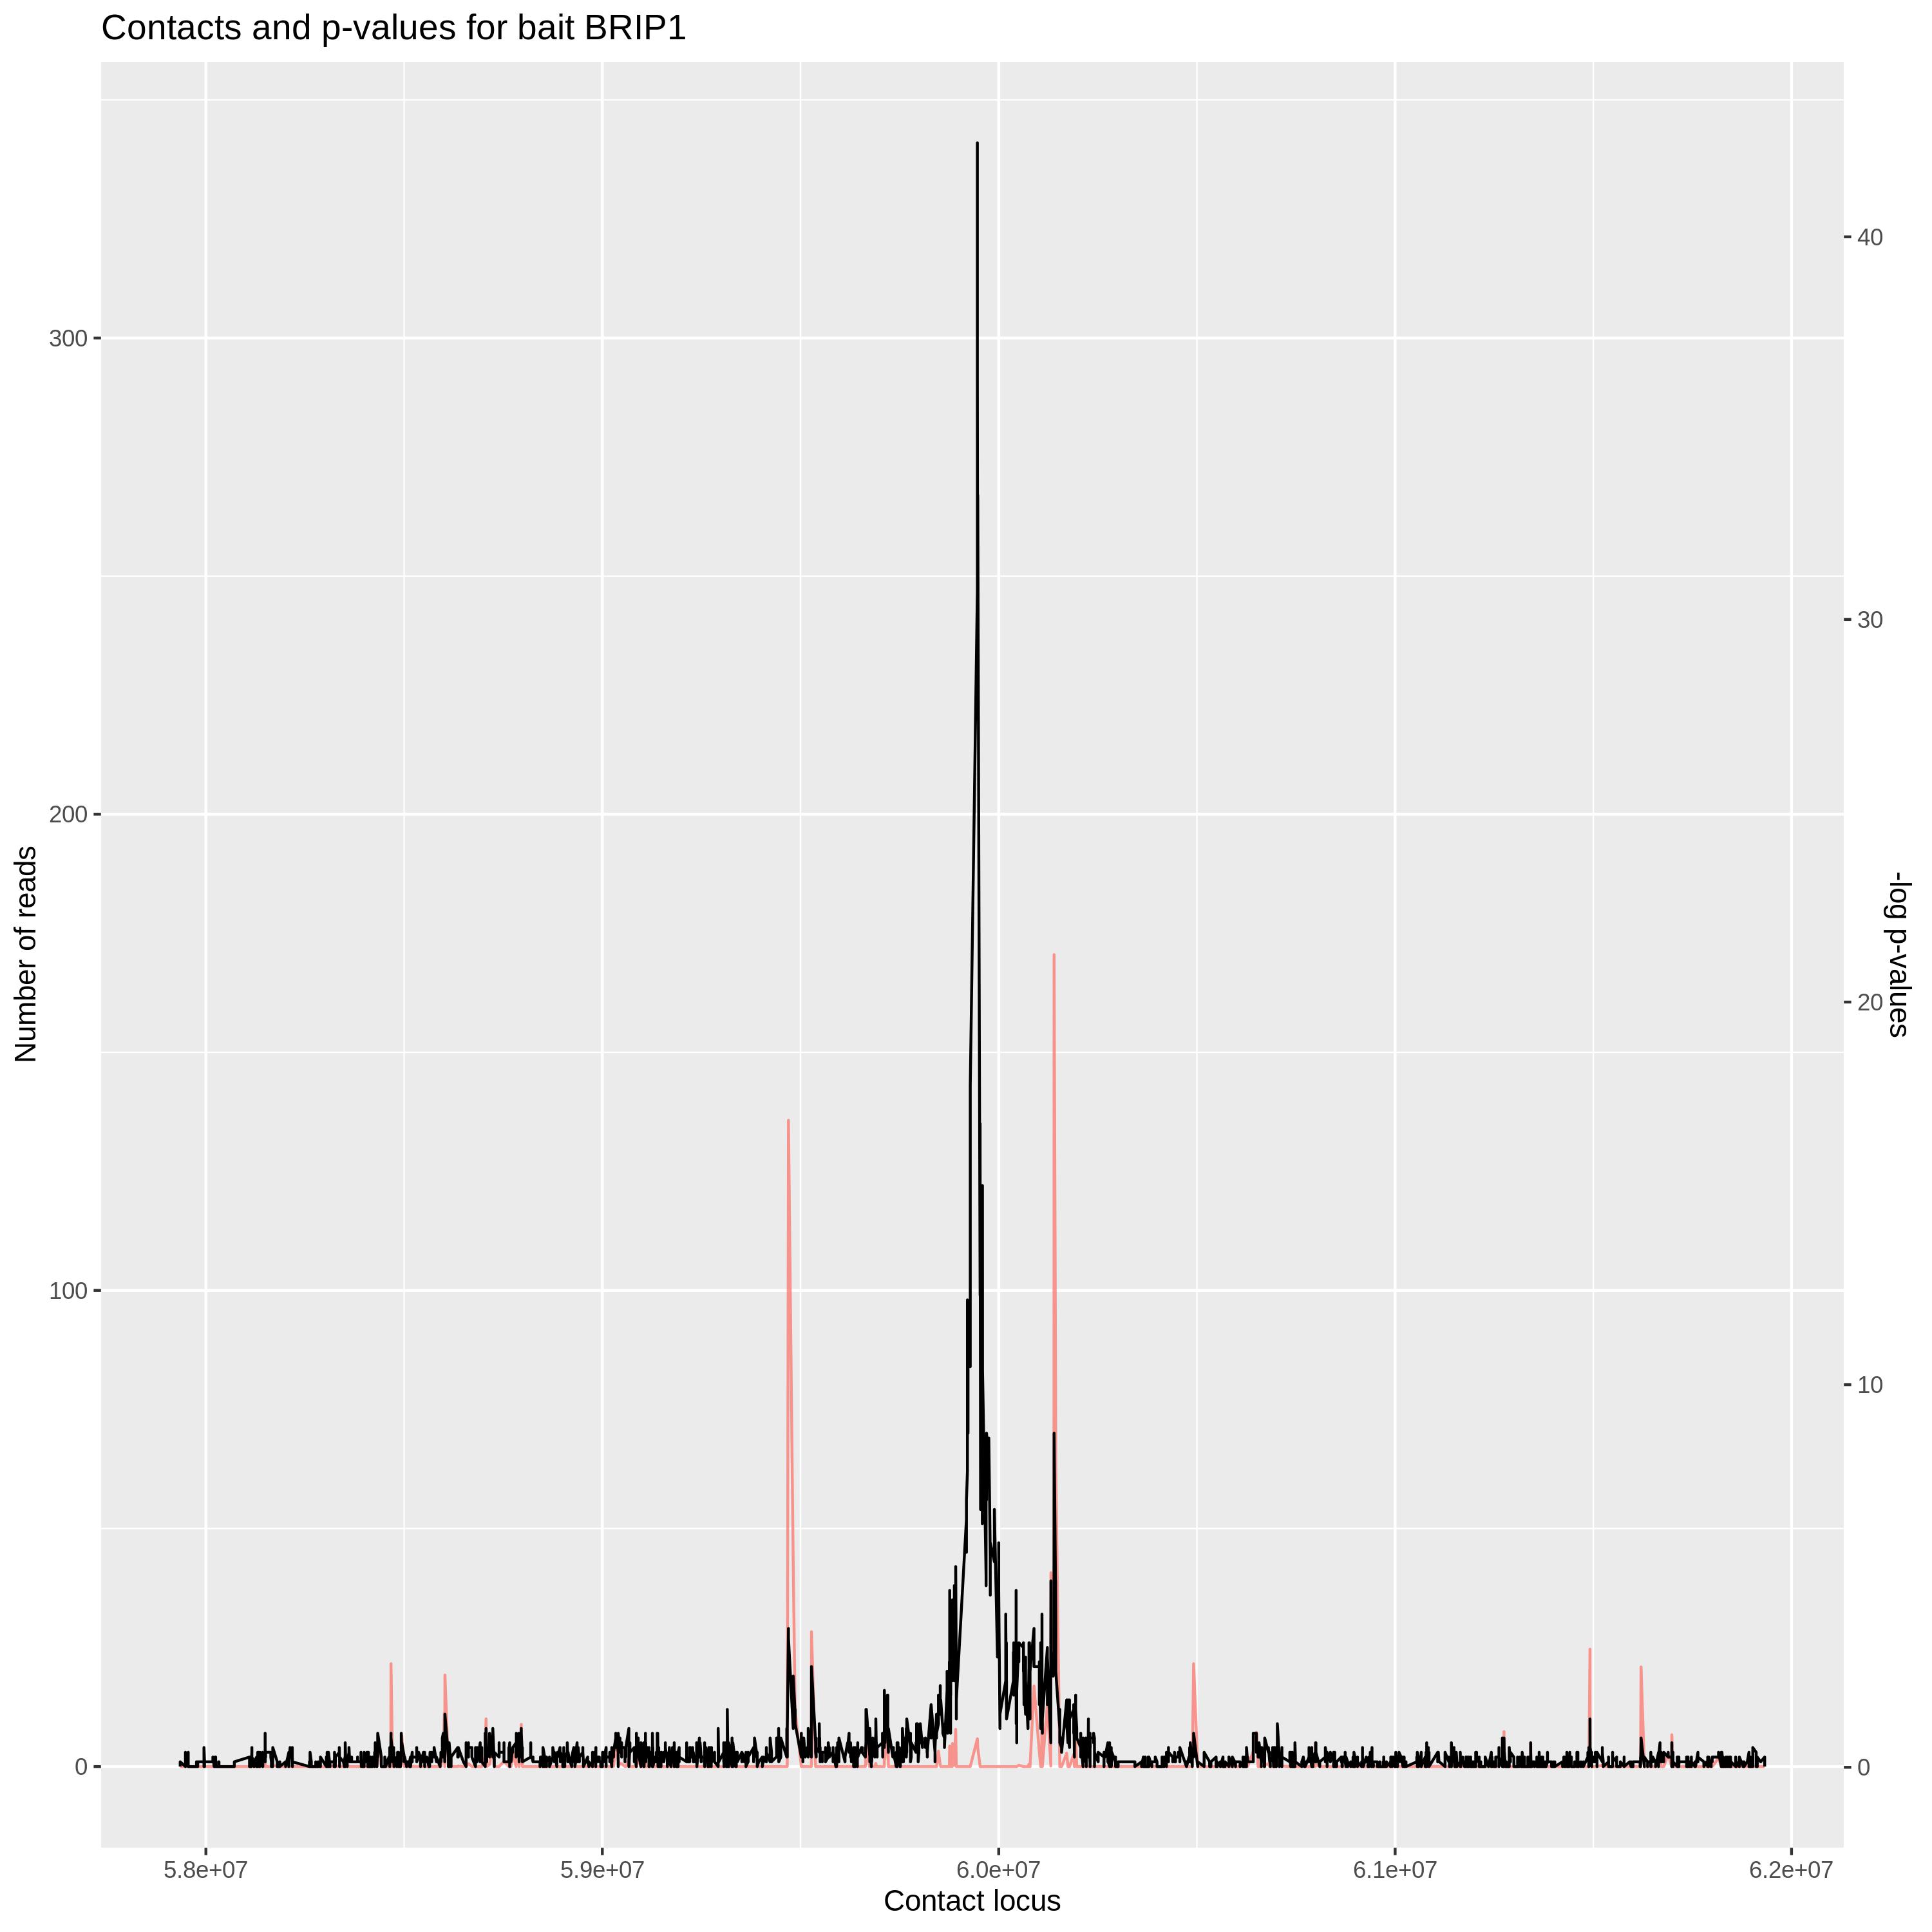 Contacts and p-values for bait BRIP1
300
200
100
0
Number of reads
40
30
20
10
0
-log p-values
5.8e+07
5.9e+07
6.0e+07
6.1e+07
6.2e+07
Contact locus